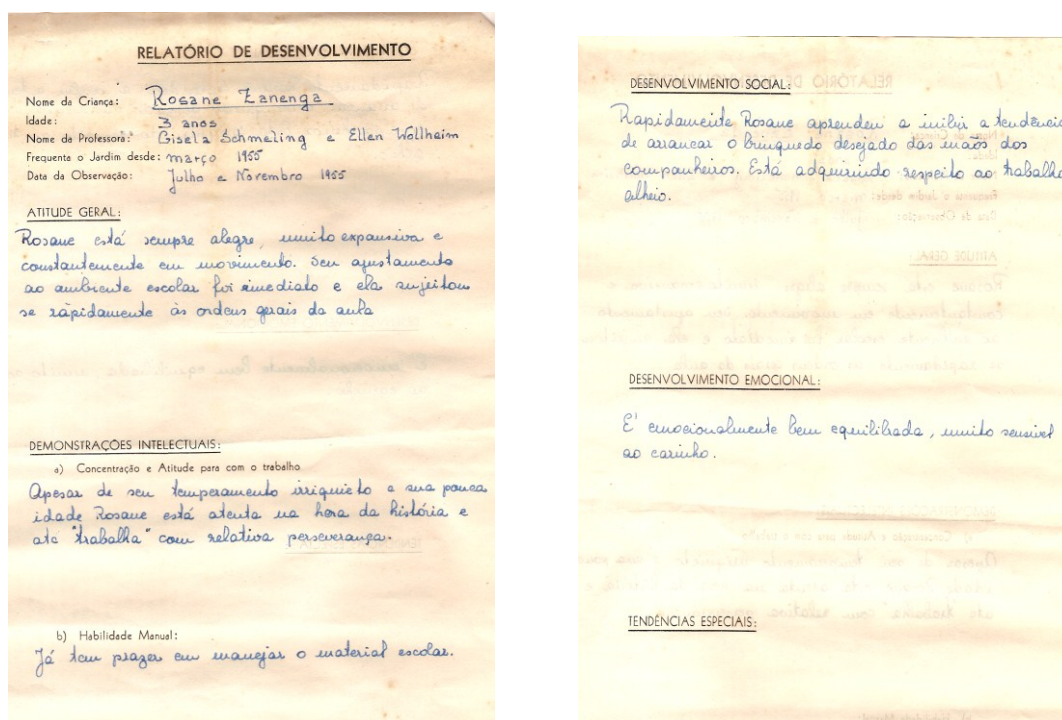 RELATÓRIO DE DESENVOLVIMENTO
Nome da Criança: Rosane Zanenga
Idade: 3 anos
Nome da Professora: Gisela Schmeling e Ellen Wollheim
Frequenta o Jardim desde: março 1955
Data da Observação: Julho e Novembro 1955
ATITUDE GERAL:
Rosane está sempre alegre, muito expansiva e
constantemente em movimento. Seu ajustamento
ao ambiente escolar foi imediato e ela sujeitou
se ràpidamente às ordens gerais da aula
DEMONSTRAÇÕES INTELECTUAIS:
a) Concentração e Atitude para com o trabalho
Apesar de seu temperamento irriquieto e sua pouca
idade Rosane está atenta na hora da história e
até "trabalha" com relativa perseverança.
b) Habilidade Manual:
Já tem prazer em manejar o material escolar.
DESENVOLVIMENTO SOCIAL:
Rapidamente Rosane aprendeu a inibir a tendência
de arrancar o brinquedo desejado das mãos dos
companheiros. Está adquirindo respeito ao trabalho
alheio.
DESENVOLVIMENTO EMOCIONAL:
É emocionalmente bem equilibrada, muito sensivel
ao carinho.
TENDÊNCIAS ESPECIAIS: